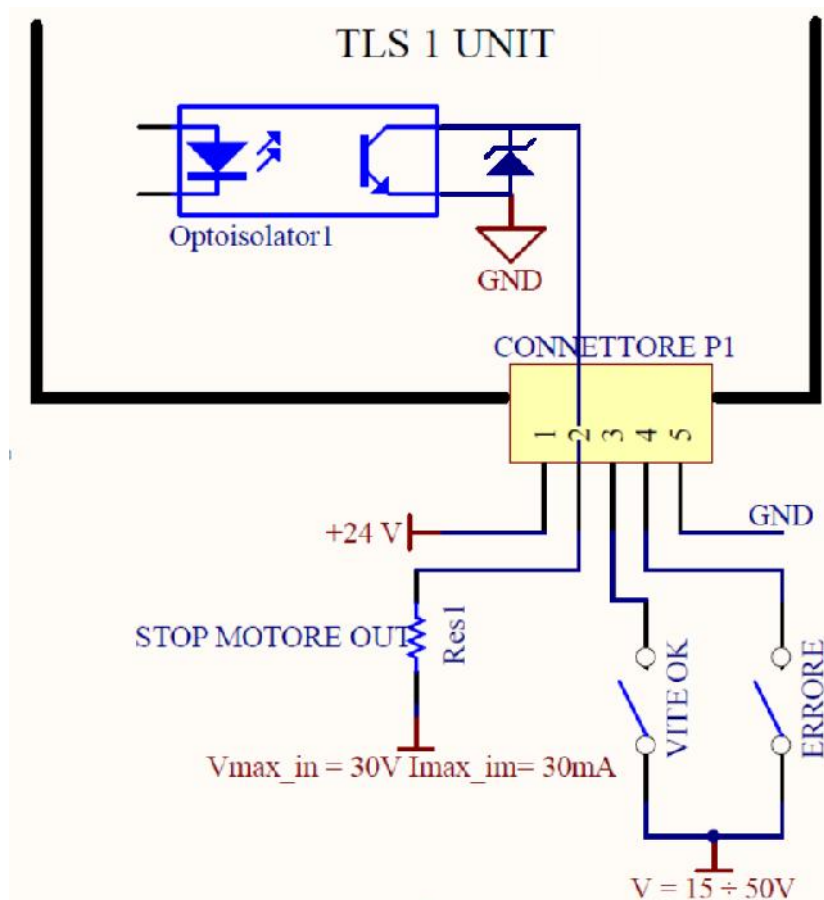 TLS 1 UNIT
Optoisolator1
GND
CONNETTORE P1
1 2 3 4 5
+24 V
GND
STOP MOTORE OUT
Res1
VITE OK
ERRORE
Vmax_in = 30V Imax_im= 30mA
V = 15 ÷ 50V